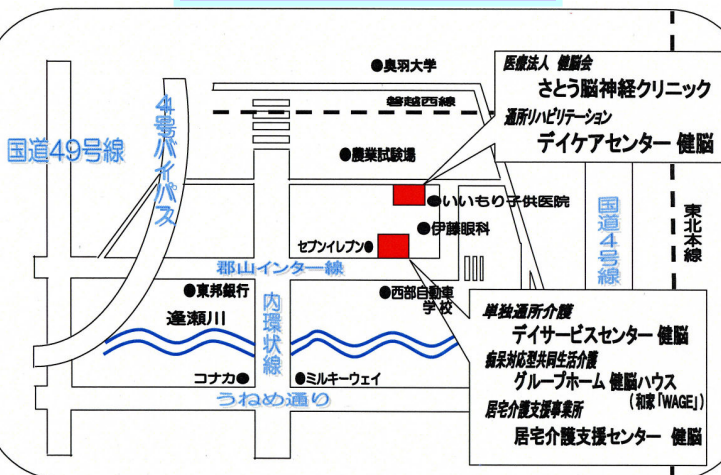 ●奥羽大学
磐越西線
医療法人 健脳会
さとう脳神経クリニック
通所リハビリテーション
デイケアセンター 健脳
国道49号線
4号バイパス
●農業試験場
●いいもり子供医院
●伊藤眼科
セブンイレブン●
国道4号線
東北本線
郡山インター線
●東邦銀行
●西部自動車
学校
逢瀬川
内環状線
コナカ●
●ミルキーウェイ
うねめ通り
単独通所介護
デイサービスセンター 健脳
痴呆対応型共同生活介護
グループホーム 健脳ハウス
(和家「WAGE」)
居宅介護支援事業所
居宅介護支援センター 健脳